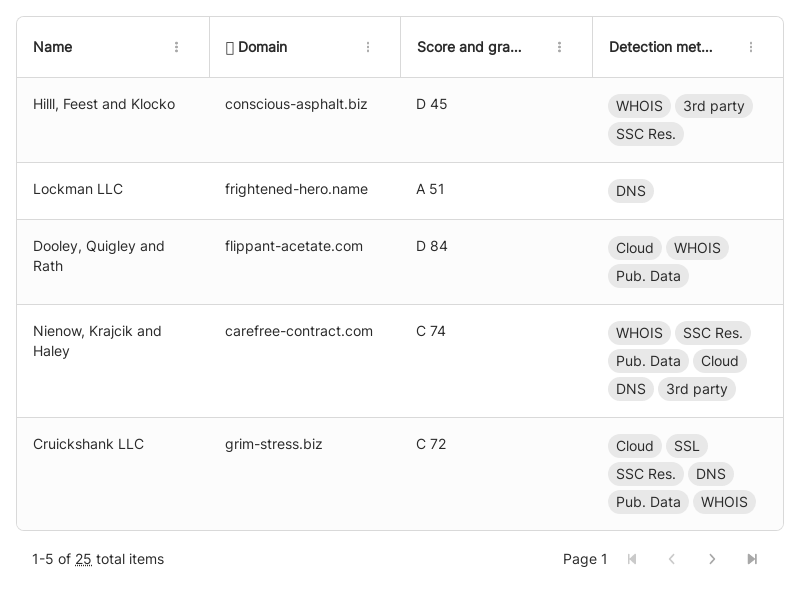 Name Domain Score and gra... Detection met...
Hilll, Feest and Klocko conscious-asphalt.biz D 45 WHOIS 3rd party
SSC Res.
Lockman LLC frightened-hero.name A 51 DNS
Dooley, Quigley and flippant-acetate.com D 84 Cloud WHOIS
Rath Pub. Data
Nienow, Krajcik and carefree-contract.com C 74 WHOIS SSC Res.
Haley Pub. Data Cloud
DNS 3rd party
Cruickshank LLC grim-stress.biz C 72 Cloud SSL
SSC Res. DNS
Pub. Data WHOIS
1-5 of 25 total items Page 1